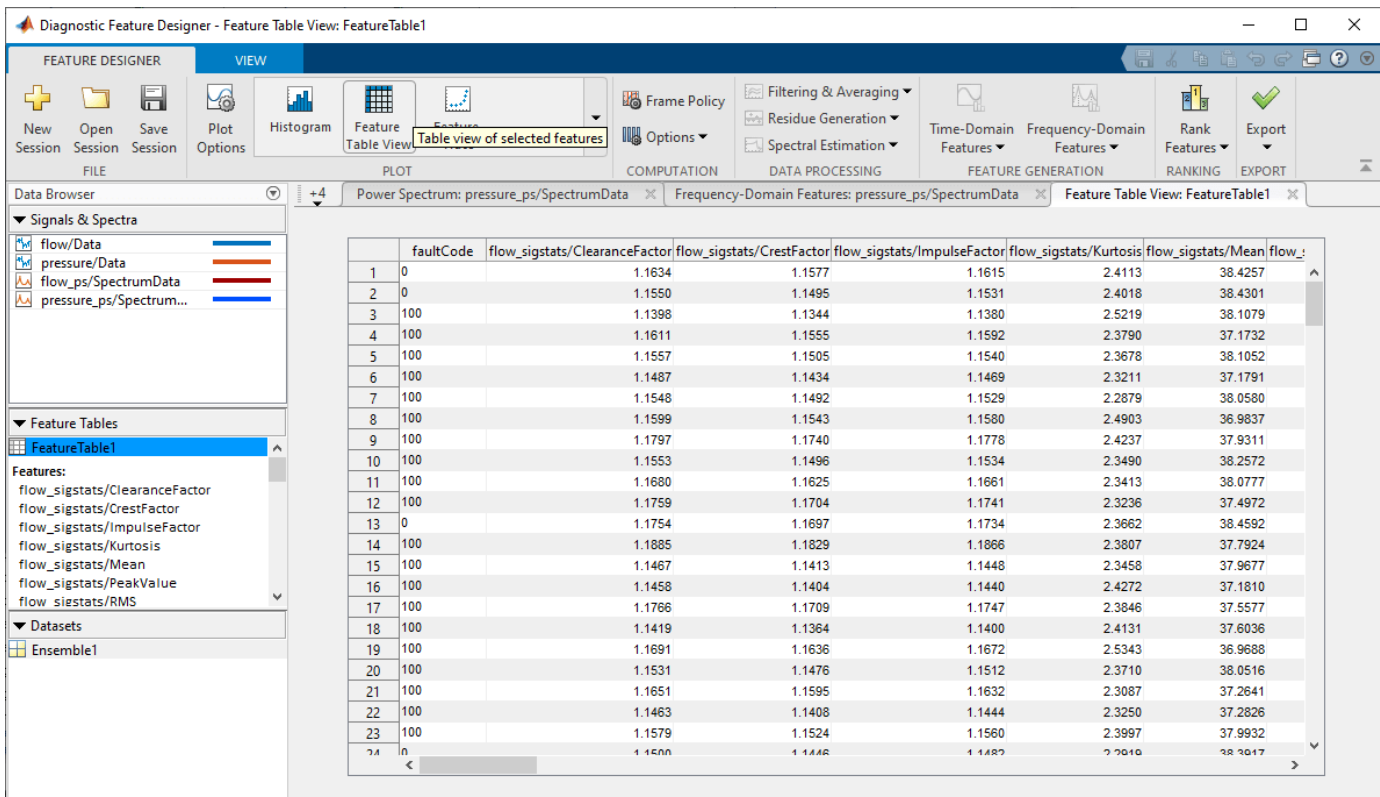 Diagnostic Feature Designer - Feature Table View: FeatureTable1
FEATURE DESIGNER VIEW
New Session
Open Session
Save Session
Plot Options
Histogram
Feature Table View
Feature
Table view of selected features
Frame Policy
Options
Filtering & Averaging
Residue Generation
Spectral Estimation
Time-Domain Features
Frequency-Domain Features
Rank Features
Export
FILE PLOT COMPUTATION DATA PROCESSING FEATURE GENERATION RANKING EXPORT
Data Browser
+4 Power Spectrum: pressure_ps/SpectrumData Frequency-Domain Features: pressure_ps/SpectrumData Feature Table View: FeatureTable1
Signals & Spectra
flow/Data
pressure/Data
flow_ps/SpectrumData
pressure_ps/Spectrum...
Feature Tables
FeatureTable1
Features:
flow_sigstats/ClearanceFactor
flow_sigstats/CrestFactor
flow_sigstats/ImpulseFactor
flow_sigstats/Kurtosis
flow_sigstats/Mean
flow_sigstats/PeakValue
flow_sigstats/RMS
Datasets
Ensemble1
faultCode flow_sigstats/ClearanceFactor flow_sigstats/CrestFactor flow_sigstats/ImpulseFactor flow_sigstats/Kurtosis flow_sigstats/Mean flow_s
1 0 1.1634 1.1577 1.1615 2.4113 38.4257
2 0 1.1550 1.1495 1.1531 2.4018 38.4301
3 100 1.1398 1.1344 1.1380 2.5219 38.1079
4 100 1.1611 1.1555 1.1592 2.3790 37.1732
5 100 1.1557 1.1505 1.1540 2.3678 38.1052
6 100 1.1487 1.1434 1.1469 2.3211 37.1791
7 100 1.1548 1.1492 1.1529 2.2879 38.0580
8 100 1.1599 1.1543 1.1580 2.4903 36.9837
9 100 1.1797 1.1740 1.1778 2.4237 37.9311
10 100 1.1553 1.1496 1.1534 2.3490 38.2572
11 100 1.1680 1.1625 1.1661 2.3413 38.0777
12 100 1.1759 1.1704 1.1741 2.3236 37.4972
13 0 1.1754 1.1697 1.1734 2.3662 38.4592
14 100 1.1885 1.1829 1.1866 2.3807 37.7924
15 100 1.1467 1.1413 1.1448 2.3458 37.9677
16 100 1.1458 1.1404 1.1440 2.4272 37.1810
17 100 1.1766 1.1709 1.1747 2.3846 37.5577
18 100 1.1419 1.1364 1.1400 2.4131 37.6036
19 100 1.1691 1.1636 1.1672 2.5343 36.9688
20 100 1.1531 1.1476 1.1512 2.3710 38.0516
21 100 1.1651 1.1595 1.1632 2.3087 37.2641
22 100 1.1463 1.1408 1.1444 2.3250 37.2826
23 100 1.1579 1.1524 1.1560 2.3997 37.9932
24 0 1.1500 1.1446 1.1482 2.2919 38.3917